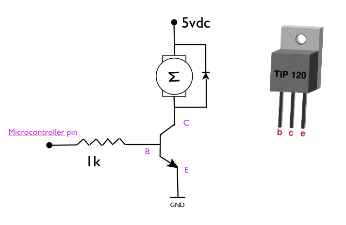 5vdc
M
TIP 120
C
b c e
Microcontroller pin
B
1k
E
GND